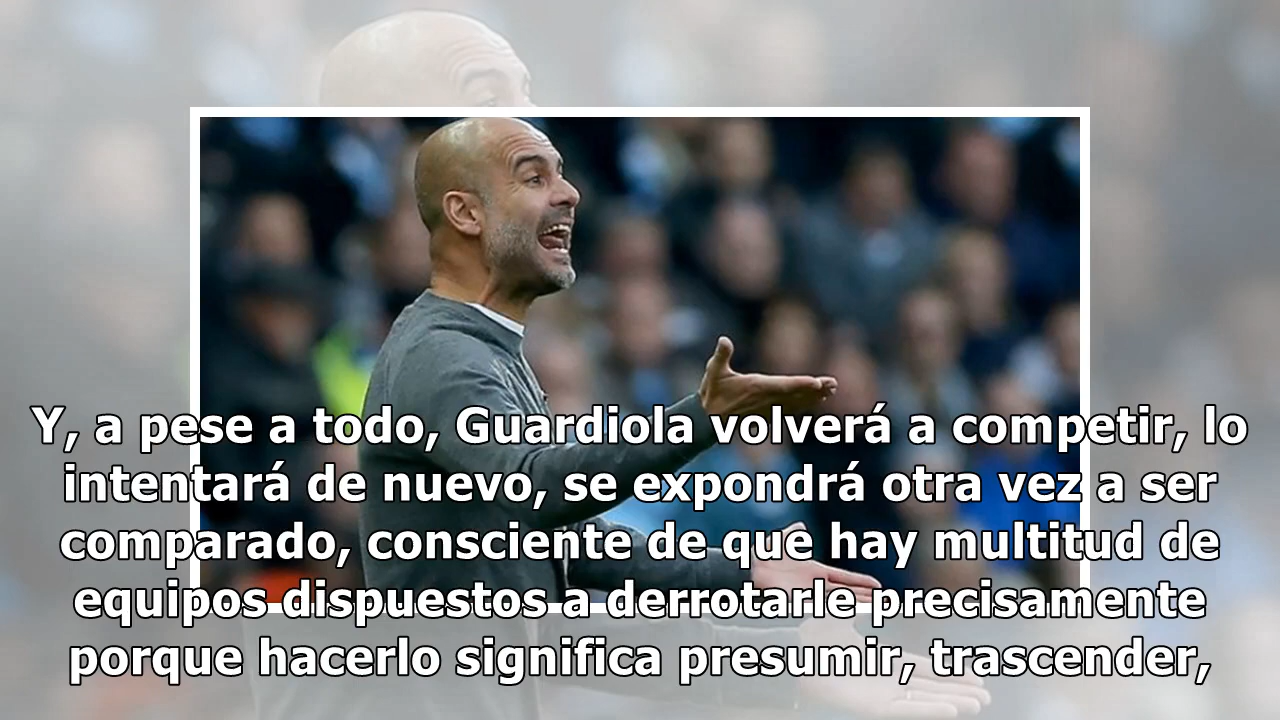 Y, a pese a todo, Guardiola volverá a competir, lo
intentará de nuevo, se expondrá otra vez a ser
comparado, consciente de que hay multitud de
equipos dispuestos a derrotarle precisamente
porque hacerlo significa presumir, trascender,